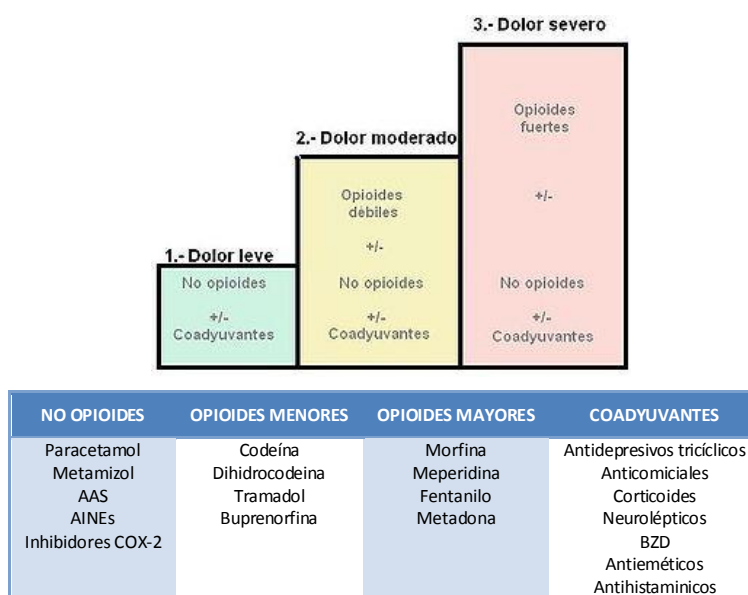 3.- Dolor severo
Opioides
fuertes
+/-
No opioides
+/-
Coadyuvantes
2.- Dolor moderado
Opioides
débiles
+/-
No opioides
+/-
Coadyuvantes
1.- Dolor leve
No opioides
+/-
Coadyuvantes
NO OPIOIDES OPIOIDES MENORES OPIOIDES MAYORES COADYUVANTES
Paracetamol Codeína Morfina Antidepresivos tricíclicos
Metamizol Dihidrocodeina Meperidina Anticomiciales
AAS Tramadol Fentanilo Corticoides
AINEs Buprenorfina Metadona Neurolépticos
Inhibidores COX-2 BZD
Antieméticos
Antihistaminicos